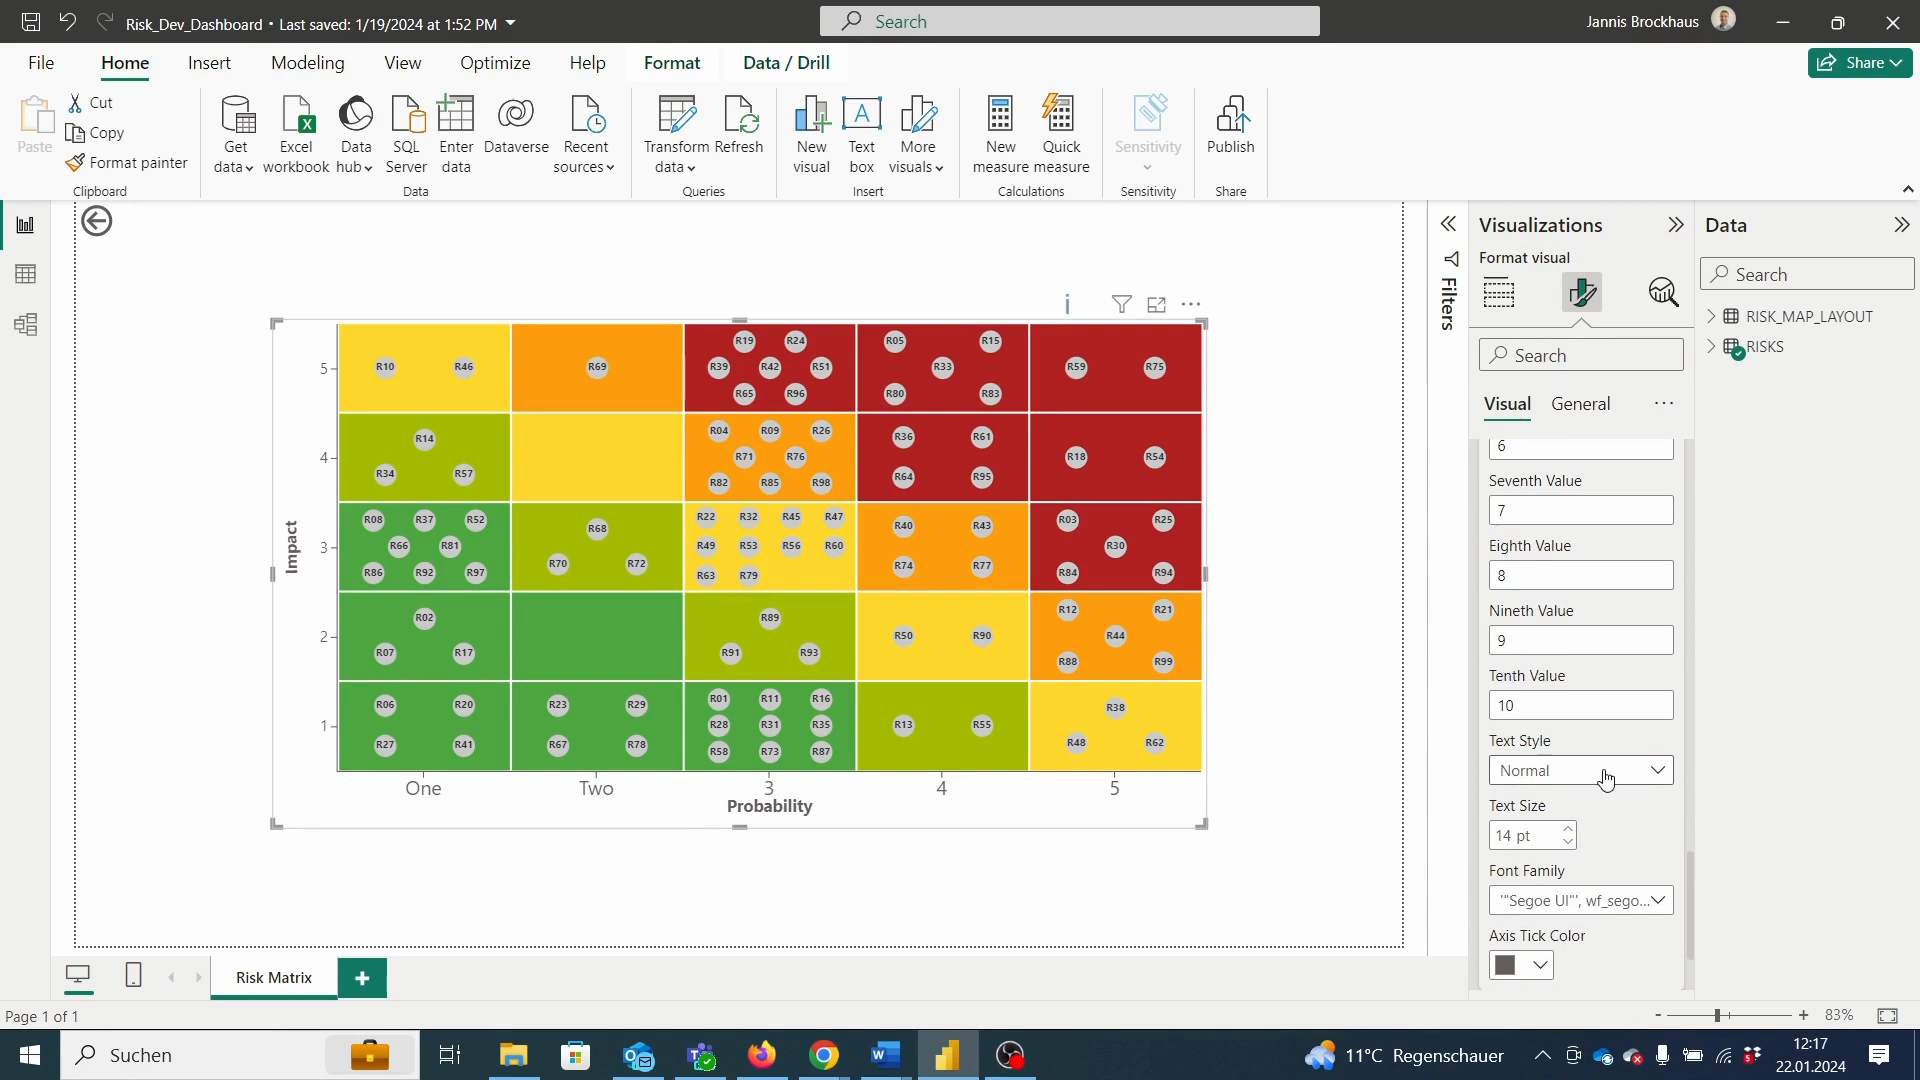 Risk_Dev_Dashboard • Last saved: 1/19/2024 at 1:52 PM
Search
Jannis Brockhaus
File Home Insert Modeling View Optimize Help Format Data / Drill
Share
Paste
Cut
Copy
Format painter
Clipboard
Get data
Excel workbook
Data hub
SQL Server
Enter data
Dataverse
Recent sources
Data
Transform data
Refresh
Queries
New visual
Text box
More visuals
Insert
New measure
Quick measure
Calculations
Sensitivity
Sensitivity
Publish
Share
Impact
5
R10 R46
R69
R19 R24
R39 R42 R51
R65 R96
R05 R15
R33
R80 R83
R59 R75
4
R14
R34 R57
R04 R09 R26
R71 R76
R82 R85 R98
R36 R61
R64 R95
R18 R54
3
R08 R37 R52
R66 R81
R86 R92 R97
R68
R70 R72
R22 R32 R45 R47
R49 R53 R56 R60
R63 R79
R40 R43
R74 R77
R03 R25
R30
R84 R94
2
R02
R07 R17
R89
R91 R93
R50 R90
R12 R21
R44
R88 R99
1
R06 R20
R27 R41
R23 R29
R67 R78
R01 R11 R16
R28 R31 R35
R58 R73 R87
R13 R55
R38
R48 R62
One Two 3 4 5
Probability
Filters
Visualizations
Format visual
Search
Visual General
6
Seventh Value
7
Eighth Value
8
Nineth Value
9
Tenth Value
10
Text Style
Normal
Text Size
14 pt
Font Family
'"Segoe UI"', wf_sego...
Axis Tick Color
Data
Search
RISK_MAP_LAYOUT
RISKS
Risk Matrix
Page 1 of 1
- + 83%
Suchen
11°C Regenschauer
12:17
22.01.2024